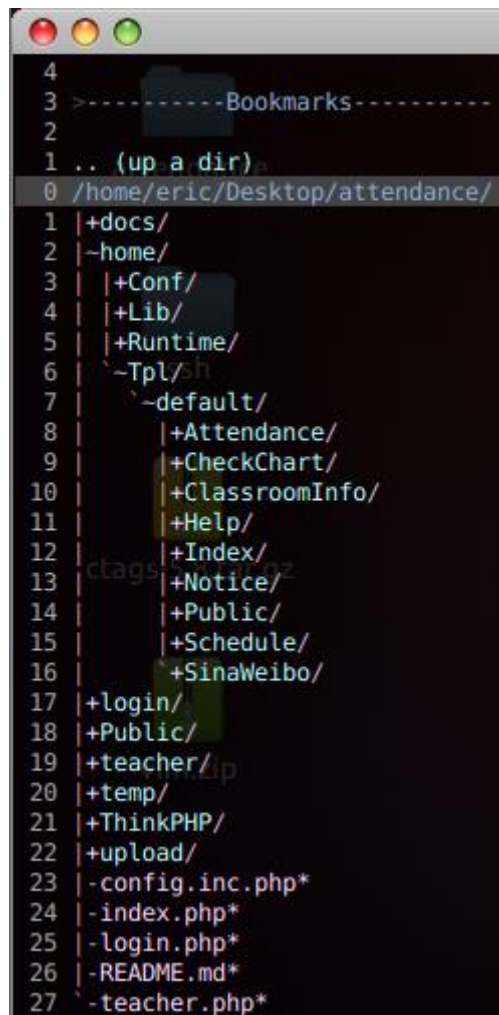 4
3 >----------Bookmarks----------
2
1 .. (up a dir)
0 /home/eric/Desktop/attendance/
1 |+docs/
2 |~home/
3 | |+Conf/
4 | |+Lib/
5 | |+Runtime/
6 | `~Tpl/
7 |   `~default/
8 |     |+Attendance/
9 |     |+CheckChart/
10 |     |+ClassroomInfo/
11 |     |+Help/
12 |     |+Index/
13 |     |+Notice/
14 |     |+Public/
15 |     |+Schedule/
16 |     `+SinaWeibo/
17 |+login/
18 |+Public/
19 |+teacher/
20 |+temp/
21 |+ThinkPHP/
22 |+upload/
23 |-config.inc.php*
24 |-index.php*
25 |-login.php*
26 |-README.md*
27 `-teacher.php*